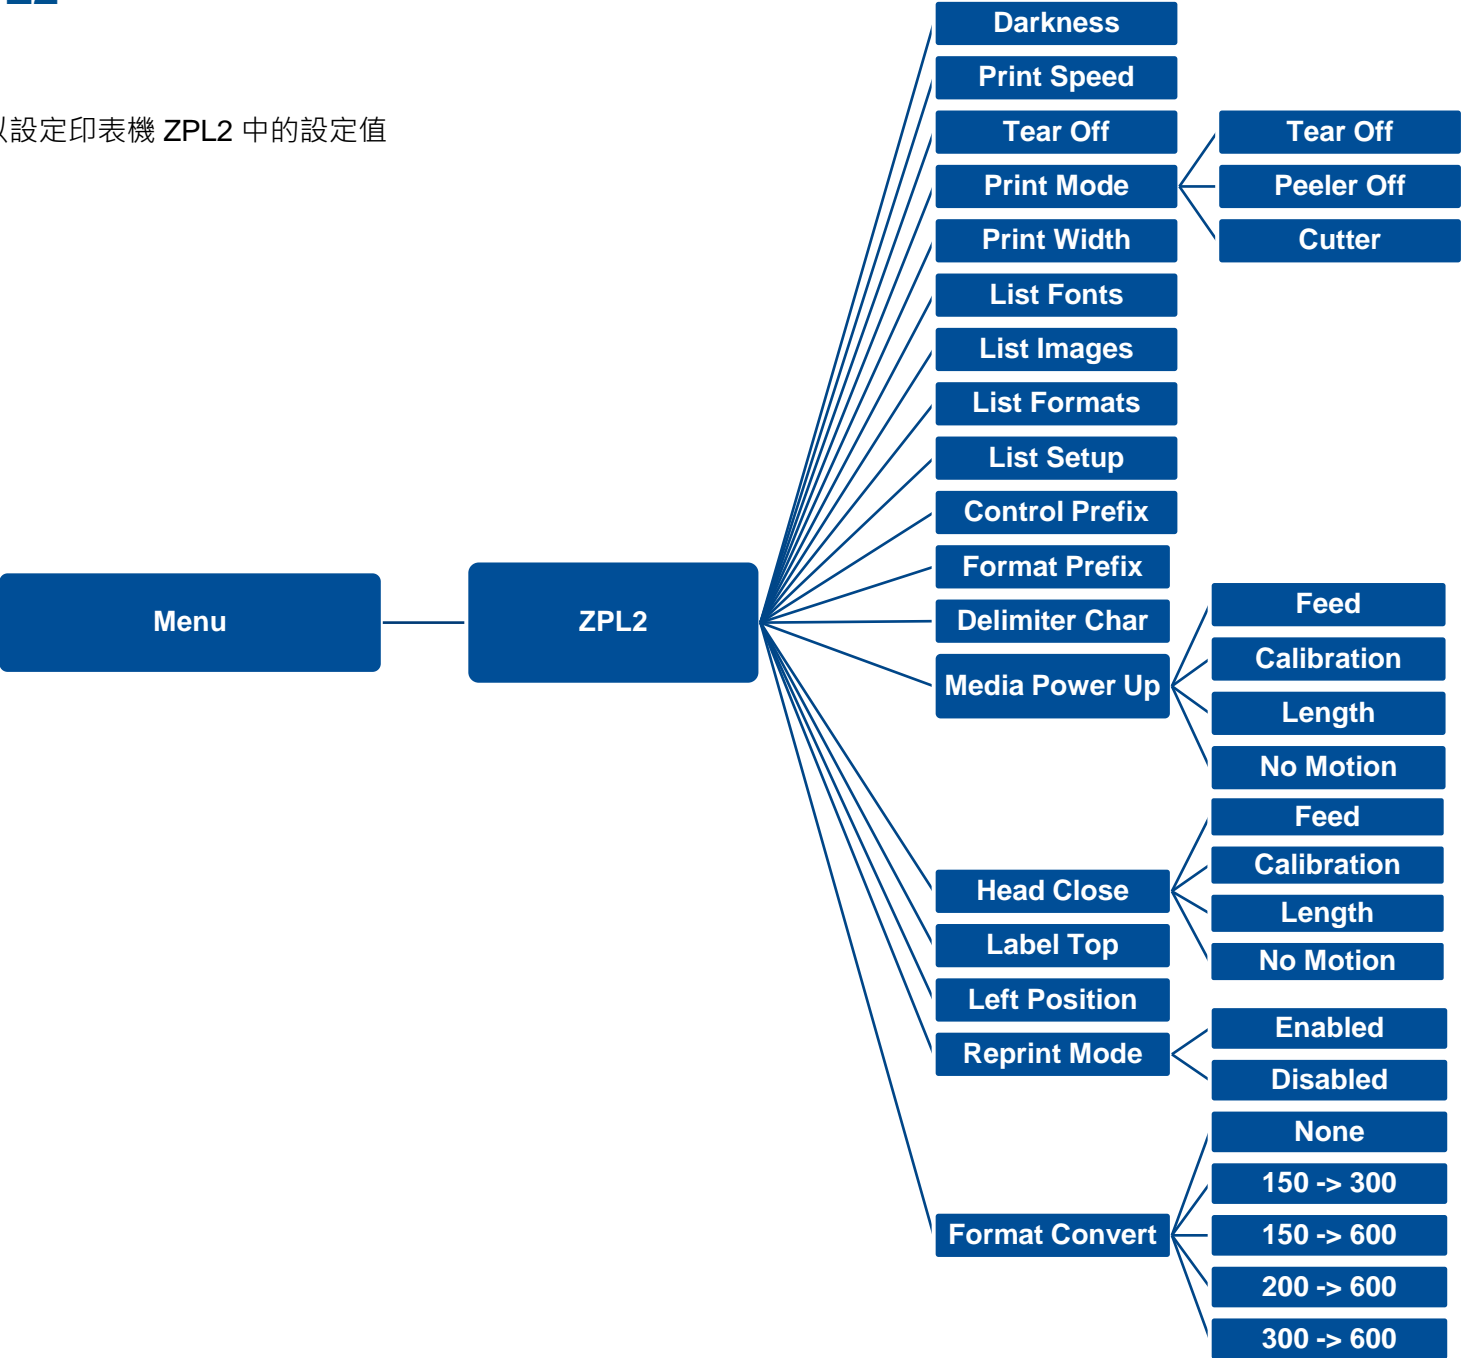 設定印表機 ZPL2 中的設定值
Menu
ZPL2
Darkness
Print Speed
Tear Off
Print Mode
Tear Off
Peeler Off
Cutter
Print Width
List Fonts
List Images
List Formats
List Setup
Control Prefix
Format Prefix
Delimiter Char
Media Power Up
Feed
Calibration
Length
No Motion
Head Close
Feed
Calibration
Length
No Motion
Label Top
Left Position
Reprint Mode
Enabled
Disabled
Format Convert
None
150 -> 300
150 -> 600
200 -> 600
300 -> 600